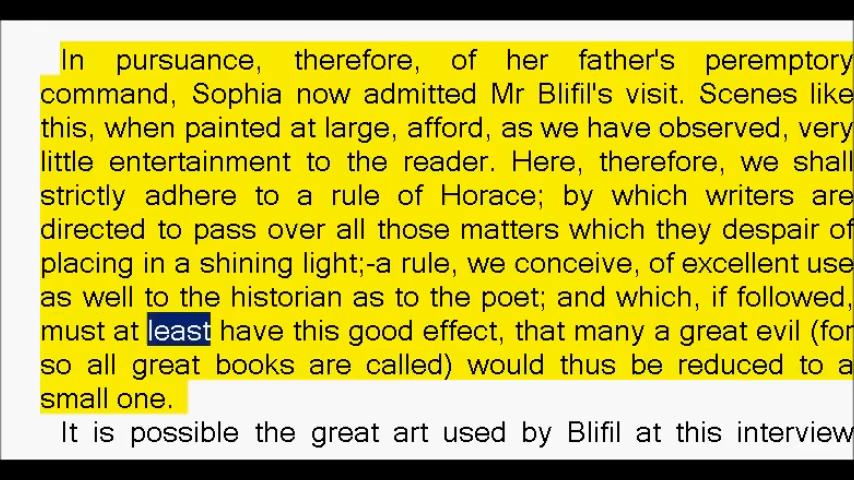 In pursuance, therefore, of her father's peremptory
command, Sophia now admitted Mr Blifil's visit. Scenes like
this, when painted at large, afford, as we have observed, very
little entertainment to the reader. Here, therefore, we shall
strictly adhere to a rule of Horace; by which writers are
directed to pass over all those matters which they despair of
placing in a shining light;-a rule, we conceive, of excellent use
as well to the historian as to the poet; and which, if followed,
must at least have this good effect, that many a great evil (for
so all great books are called) would thus be reduced to a
small one.
It is possible the great art used by Blifil at this interview